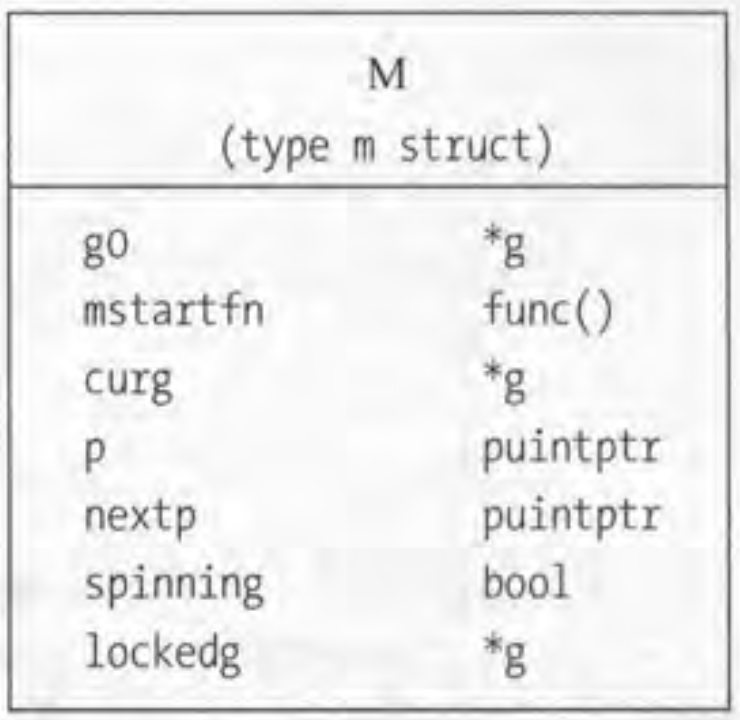 M
(type m struct)
g0 *g
mstartfn func()
curg *g
p puintptr
nextp puintptr
spinning bool
lockedg *g